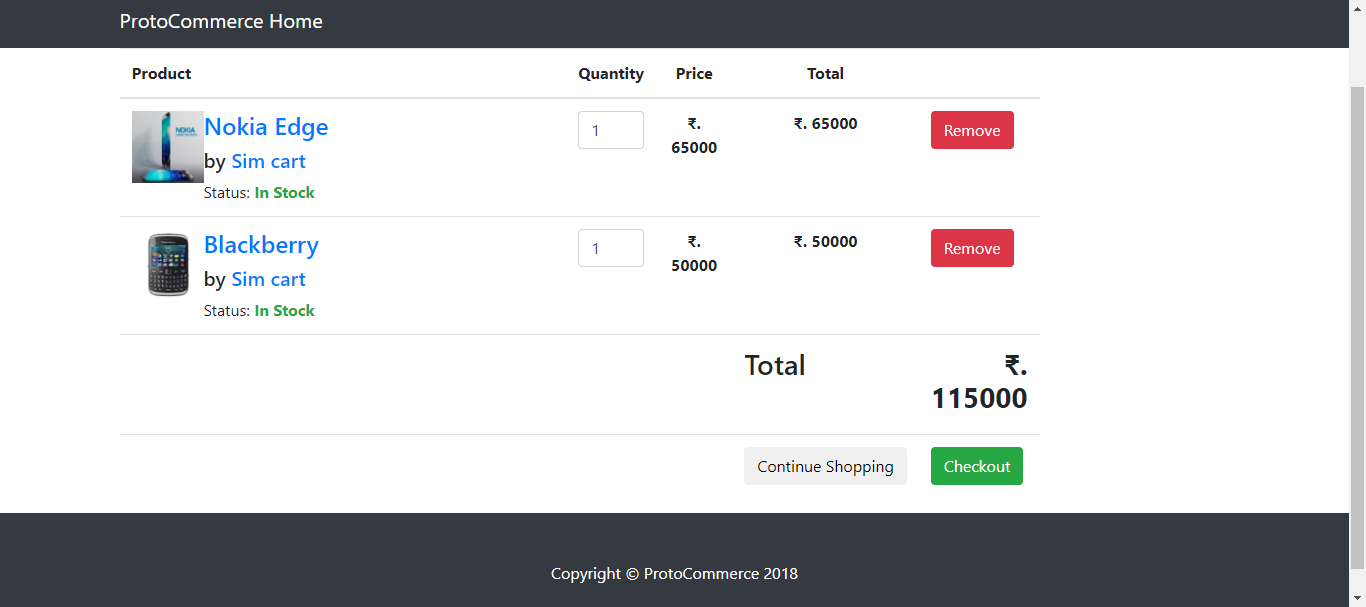 ProtoCommerce Home
Product Quantity Price Total
NOKIA
Nokia Edge
by Sim cart
Status: In Stock
1
₹.
65000
₹. 65000
Remove
Blackberry
by Sim cart
Status: In Stock
1
₹.
50000
₹. 50000
Remove
Total
₹.
115000
Continue Shopping
Checkout
Copyright © ProtoCommerce 2018